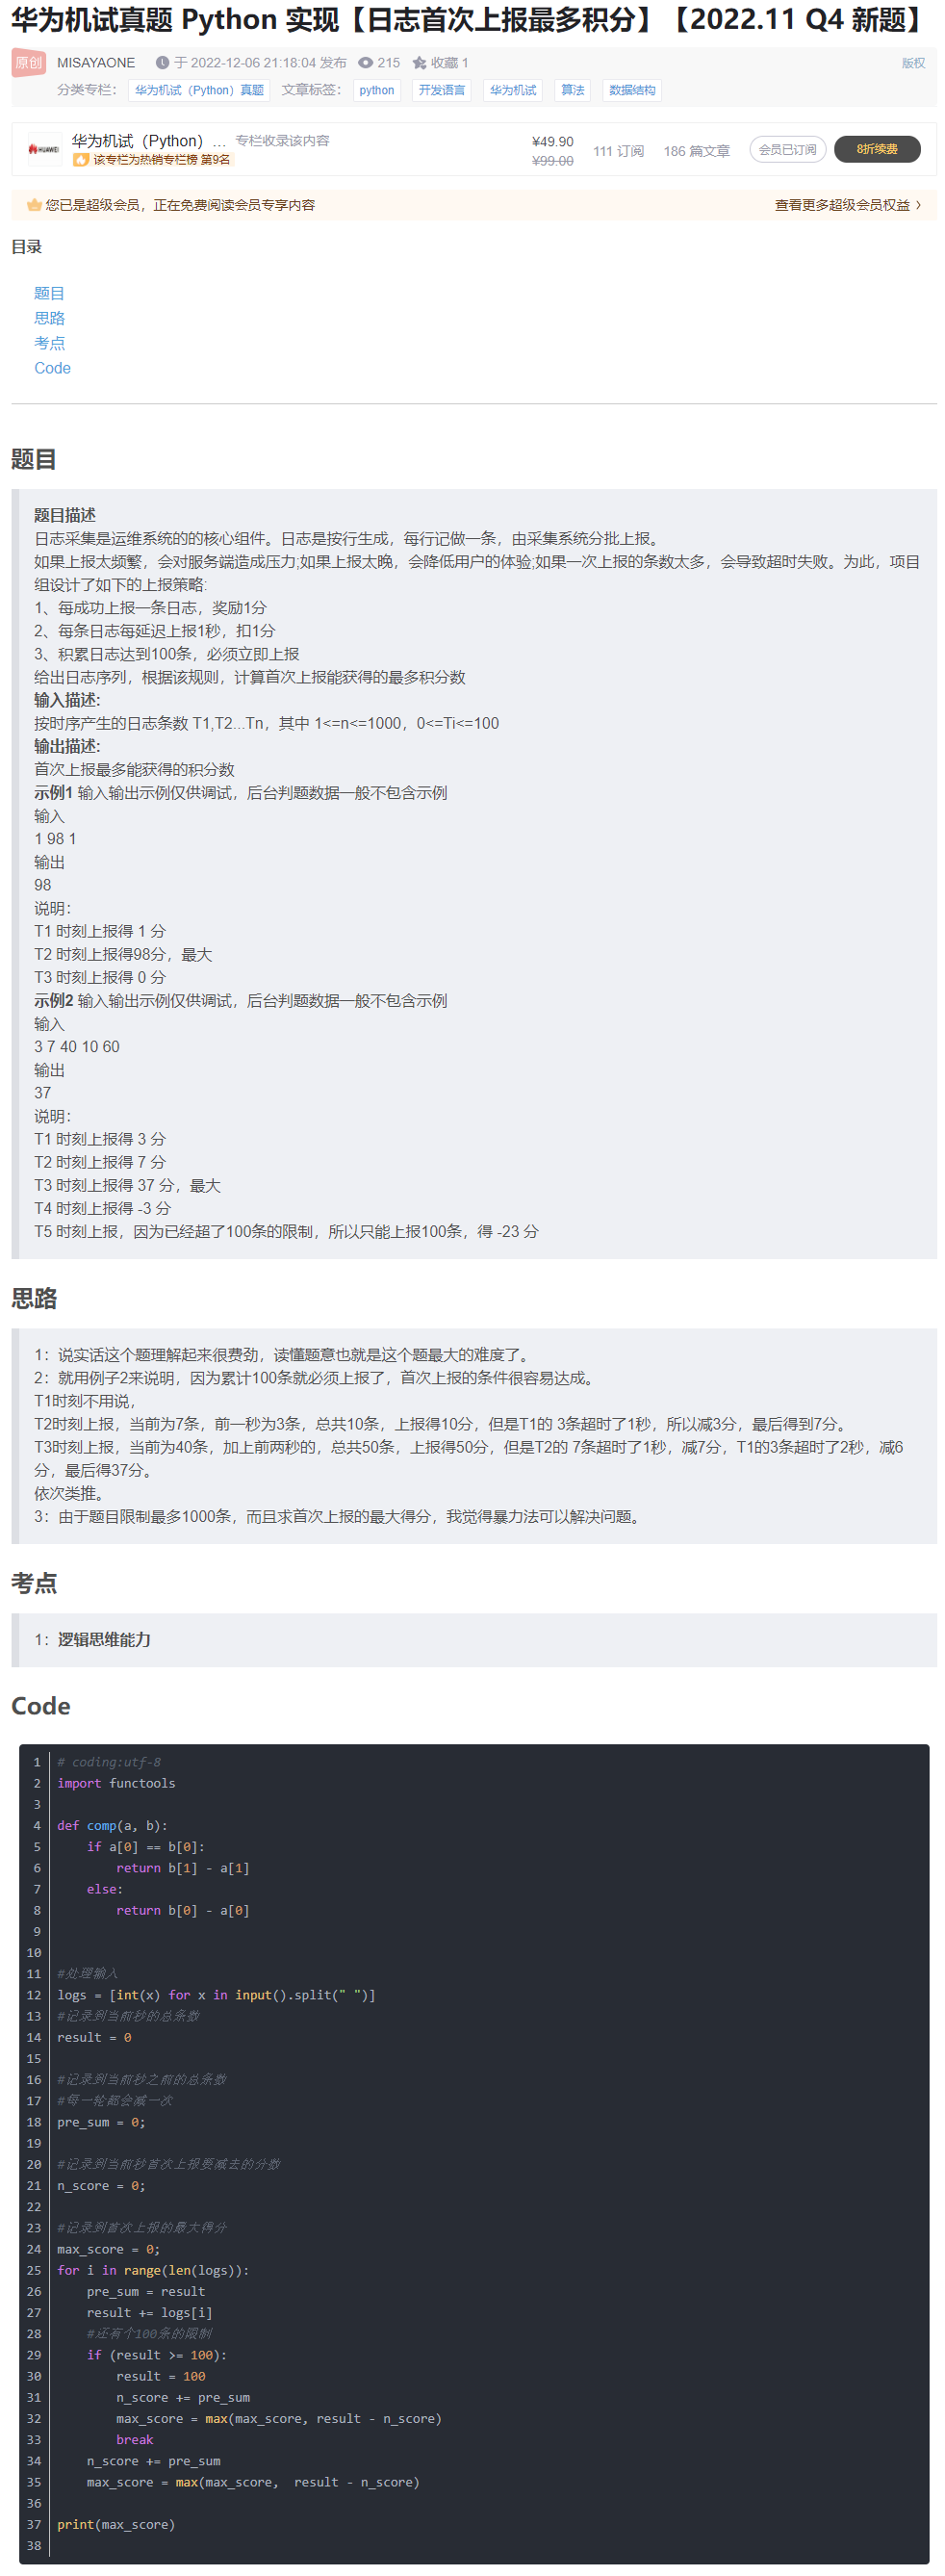 华为机试真题 Python 实现【日志首次上报最多积分】【2022.11 Q4 新题】
原创 MISAYAONE 于 2022-12-06 21:18:04 发布 215 收藏 1 版权
分类专栏： 华为机试（Python）真题 文章标签： python 开发语言 华为机试 算法 数据结构
HUAWEI 华为机试（Python）... 专栏收录该内容 ¥49.90 111 订阅 186 篇文章 会员已订阅 8折续费
该专栏为热销专栏榜 第9名 ¥99.00
您已是超级会员，正在免费阅读会员专享内容 查看更多超级会员权益 >
目录
题目
思路
考点
Code
题目
题目描述
日志采集是运维系统的的核心组件。日志是按行生成，每行记做一条，由采集系统分批上报。
如果上报太频繁，会对服务端造成压力;如果上报太晚，会降低用户的体验;如果一次上报的条数太多，会导致超时失败。为此，项目
组设计了如下的上报策略:
1、每成功上报一条日志，奖励1分
2、每条日志每延迟上报1秒，扣1分
3、积累日志达到100条，必须立即上报
给出日志序列，根据该规则，计算首次上报能获得的最多积分数
输入描述:
按时序产生的日志条数 T1,T2...Tn，其中 1<=n<=1000，0<=Ti<=100
输出描述:
首次上报最多能获得的积分数
示例1 输入输出示例仅供调试，后台判题数据一般不包含示例
输入
1 98 1
输出
98
说明：
T1 时刻上报得 1 分
T2 时刻上报得98分，最大
T3 时刻上报得 0 分
示例2 输入输出示例仅供调试，后台判题数据一般不包含示例
输入
3 7 40 10 60
输出
37
说明：
T1 时刻上报得 3 分
T2 时刻上报得 7 分
T3 时刻上报得 37 分，最大
T4 时刻上报得 -3 分
T5 时刻上报，因为已经超了100条的限制，所以只能上报100条，得 -23 分
思路
1：说实话这个题理解起来很费劲，读懂题意也就是这个题最大的难度了。
2：就用例子2来说明，因为累计100条就必须上报了，首次上报的条件很容易达成。
T1时刻不用说，
T2时刻上报，当前为7条，前一秒为3条，总共10条，上报得10分，但是T1的 3条超时了1秒，所以减3分，最后得到7分。
T3时刻上报，当前为40条，加上前两秒的，总共50条，上报得50分，但是T2的 7条超时了1秒，减7分，T1的3条超时了2秒，减6
分，最后得37分。
依次类推。
3：由于题目限制最多1000条，而且求首次上报的最大得分，我觉得暴力法可以解决问题。
考点
1：逻辑思维能力
Code
1 # coding:utf-8
2 import functools
3
4 def comp(a, b):
5     if a[0] == b[0]:
6         return b[1] - a[1]
7     else:
8         return b[0] - a[0]
9
10
11 #处理输入
12 logs = [int(x) for x in input().split(" ")]
13 #记录到当前秒的总条数
14 result = 0
15
16 #记录到当前秒之前的总条数
17 #每一轮都会减一次
18 pre_sum = 0;
19
20 #记录到当前秒首次上报要减去的分数
21 n_score = 0;
22
23 #记录到首次上报的最大得分
24 max_score = 0;
25 for i in range(len(logs)):
26     pre_sum = result
27     result += logs[i]
28     #还有个100条的限制
29     if (result >= 100):
30         result = 100
31         n_score += pre_sum
32         max_score = max(max_score, result - n_score)
33         break
34     n_score += pre_sum
35     max_score = max(max_score,  result - n_score)
36
37 print(max_score)
38